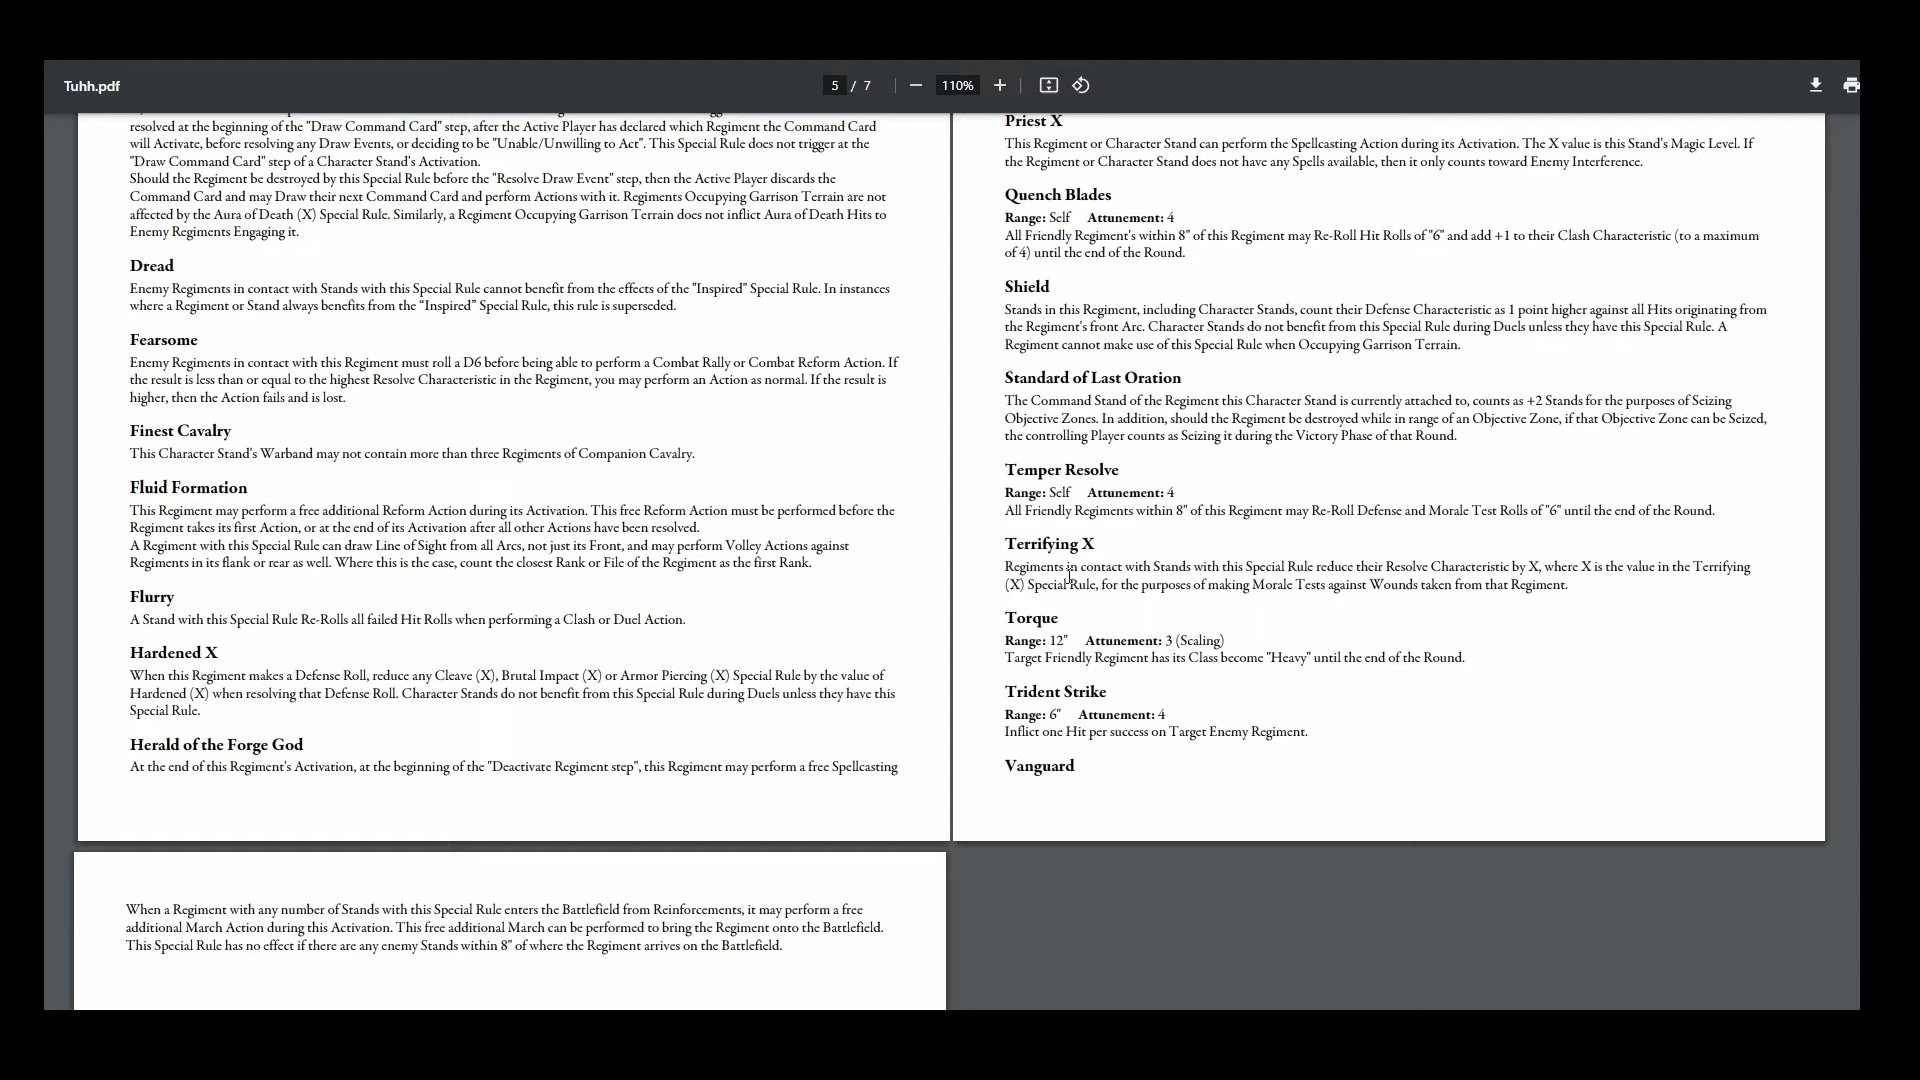 Tuhh.pdf
5 / 7
110%
resolved at the beginning of the "Draw Command Card" step, after the Active Player has declared which Regiment the Command Card
will Activate, before resolving any Draw Events, or deciding to be "Unable/Unwilling to Act". This Special Rule does not trigger at the
"Draw Command Card" step of a Character Stand's Activation.
Should the Regiment be destroyed by this Special Rule before the "Resolve Draw Event" step, then the Active Player discards the
Command Card and may Draw their next Command Card and perform Actions with it. Regiments Occupying Garrison Terrain are not
affected by the Aura of Death (X) Special Rule. Similarly, a Regiment Occupying Garrison Terrain does not inflict Aura of Death Hits to
Enemy Regiments Engaging it.
Dread
Enemy Regiments in contact with Stands with this Special Rule cannot benefit from the effects of the "Inspired" Special Rule. In instances
where a Regiment or Stand always benefits from the “Inspired” Special Rule, this rule is superseded.
Fearsome
Enemy Regiments in contact with this Regiment must roll a D6 before being able to perform a Combat Rally or Combat Reform Action. If
the result is less than or equal to the highest Resolve Characteristic in the Regiment, you may perform an Action as normal. If the result is
higher, then the Action fails and is lost.
Finest Cavalry
This Character Stand's Warband may not contain more than three Regiments of Companion Cavalry.
Fluid Formation
This Regiment may perform a free additional Reform Action during its Activation. This free Reform Action must be performed before the
Regiment takes its first Action, or at the end of its Activation after all other Actions have been resolved.
A Regiment with this Special Rule can draw Line of Sight from all Arcs, not just its Front, and may perform Volley Actions against
Regiments in its flank or rear as well. Where this is the case, count the closest Rank or File of the Regiment as the first Rank.
Flurry
A Stand with this Special Rule Re-Rolls all failed Hit Rolls when performing a Clash or Duel Action.
Hardened X
When this Regiment makes a Defense Roll, reduce any Cleave (X), Brutal Impact (X) or Armor Piercing (X) Special Rule by the value of
Hardened (X) when resolving that Defense Roll. Character Stands do not benefit from this Special Rule during Duels unless they have this
Special Rule.
Herald of the Forge God
At the end of this Regiment's Activation, at the beginning of the "Deactivate Regiment step", this Regiment may perform a free Spellcasting
Priest X
This Regiment or Character Stand can perform the Spellcasting Action during its Activation. The X value is this Stand's Magic Level. If
the Regiment or Character Stand does not have any Spells available, then it only counts toward Enemy Interference.
Quench Blades
Range: Self Attunement: 4
All Friendly Regiment's within 8" of this Regiment may Re-Roll Hit Rolls of "6" and add +1 to their Clash Characteristic (to a maximum
of 4) until the end of the Round.
Shield
Stands in this Regiment, including Character Stands, count their Defense Characteristic as 1 point higher against all Hits originating from
the Regiment's front Arc. Character Stands do not benefit from this Special Rule during Duels unless they have this Special Rule. A
Regiment cannot make use of this Special Rule when Occupying Garrison Terrain.
Standard of Last Oration
The Command Stand of the Regiment this Character Stand is currently attached to, counts as +2 Stands for the purposes of Seizing
Objective Zones. In addition, should the Regiment be destroyed while in range of an Objective Zone, if that Objective Zone can be Seized,
the controlling Player counts as Seizing it during the Victory Phase of that Round.
Temper Resolve
Range: Self Attunement: 4
All Friendly Regiments within 8" of this Regiment may Re-Roll Defense and Morale Test Rolls of "6" until the end of the Round.
Terrifying X
Regiments in contact with Stands with this Special Rule reduce their Resolve Characteristic by X, where X is the value in the Terrifying
(X) Special Rule, for the purposes of making Morale Tests against Wounds taken from that Regiment.
Torque
Range: 12" Attunement: 3 (Scaling)
Target Friendly Regiment has its Class become "Heavy" until the end of the Round.
Trident Strike
Range: 6" Attunement: 4
Inflict one Hit per success on Target Enemy Regiment.
Vanguard
When a Regiment with any number of Stands with this Special Rule enters the Battlefield from Reinforcements, it may perform a free
additional March Action during this Activation. This free additional March can be performed to bring the Regiment onto the Battlefield.
This Special Rule has no effect if there are any enemy Stands within 8" of where the Regiment arrives on the Battlefield.